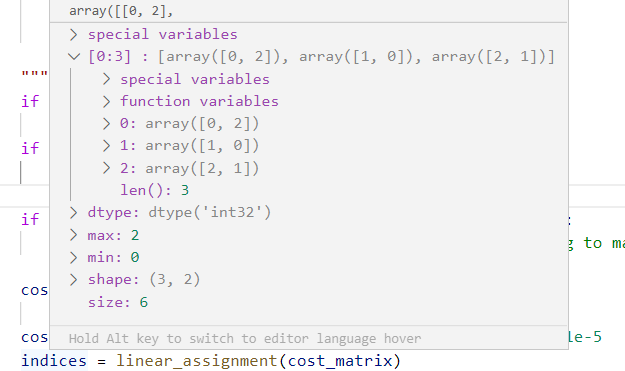 array([[0, 2],
special variables
[0:3] : [array([0, 2]), array([1, 0]), array([2, 1])]
special variables
"""
if
function variables
0: array([0, 2])
if
1: array([1, 0])
2: array([2, 1])
len(): 3
if
dtype: dtype('int32')
:
max: 2
g to ma
min: 0
shape: (3, 2)
cos
size: 6
cos
Hold Alt key to switch to editor language hover
1e-5
indices = linear_assignment(cost_matrix)